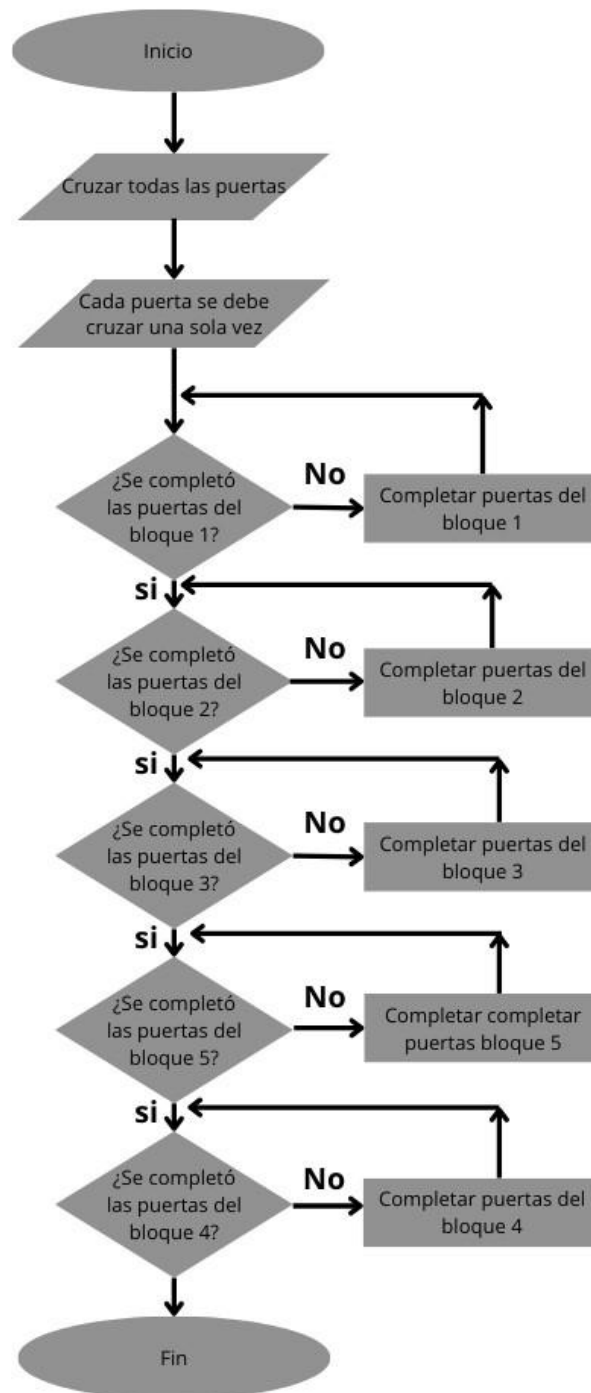 Inicio
Cruzar todas las puertas
Cada puerta se debe
cruzar una sola vez
¿Se completó
las puertas del
bloque 1?
No
Completar puertas del
bloque 1
si
¿Se completó
las puertas del
bloque 2?
No
Completar puertas del
bloque 2
si
¿Se completó
las puertas del
bloque 3?
No
Completar puertas del
bloque 3
si
¿Se completó
las puertas del
bloque 5?
No
Completar completar
puertas bloque 5
si
¿Se completó
las puertas del
bloque 4?
No
Completar puertas del
bloque 4
Fin